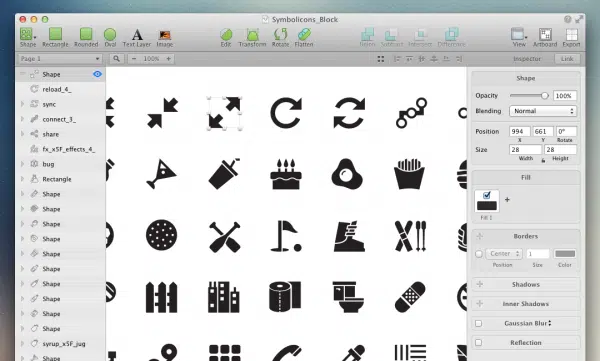 Symbolicons_Block
Shape Rectangle Rounded Oval Text Layer Image Edit Transform Rotate Flatten Union Subtract Intersect Difference View Artboard Export
Page 1 100% Inspector Link
Shape
reload_4_
sync
connect_3_
share
fx_x5F_effects_4_
bug
Rectangle
Shape
Shape
Shape
Shape
Shape
Shape
Shape
Shape
Shape
Shape
syrup_x5F_jug
Shape
Shape
Opacity 100%
Blending Normal
Position 994 661 0°
X Y Rotate
Size 28 28
Width Height
Fill
Fill 1
Borders
Center 1
Position Size Color
Shadows
Inner Shadows
Gaussian Blur
Reflection